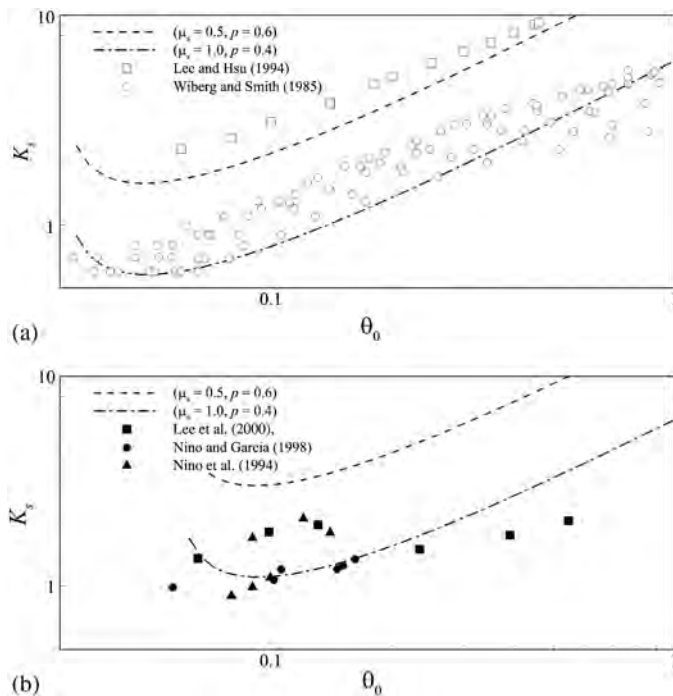 10
(μs = 0.5, p = 0.6)
(μs = 1.0, p = 0.4)
Lee and Hsu (1994)
Wiberg and Smith (1985)
Ks
1
0.1
(a)
θ0
10
(μs = 0.5, p = 0.6)
(μs = 1.0, p = 0.4)
Lee et al. (2000),
Nino and Garcia (1998)
Nino et al. (1994)
Ks
1
0.1
(b)
θ0